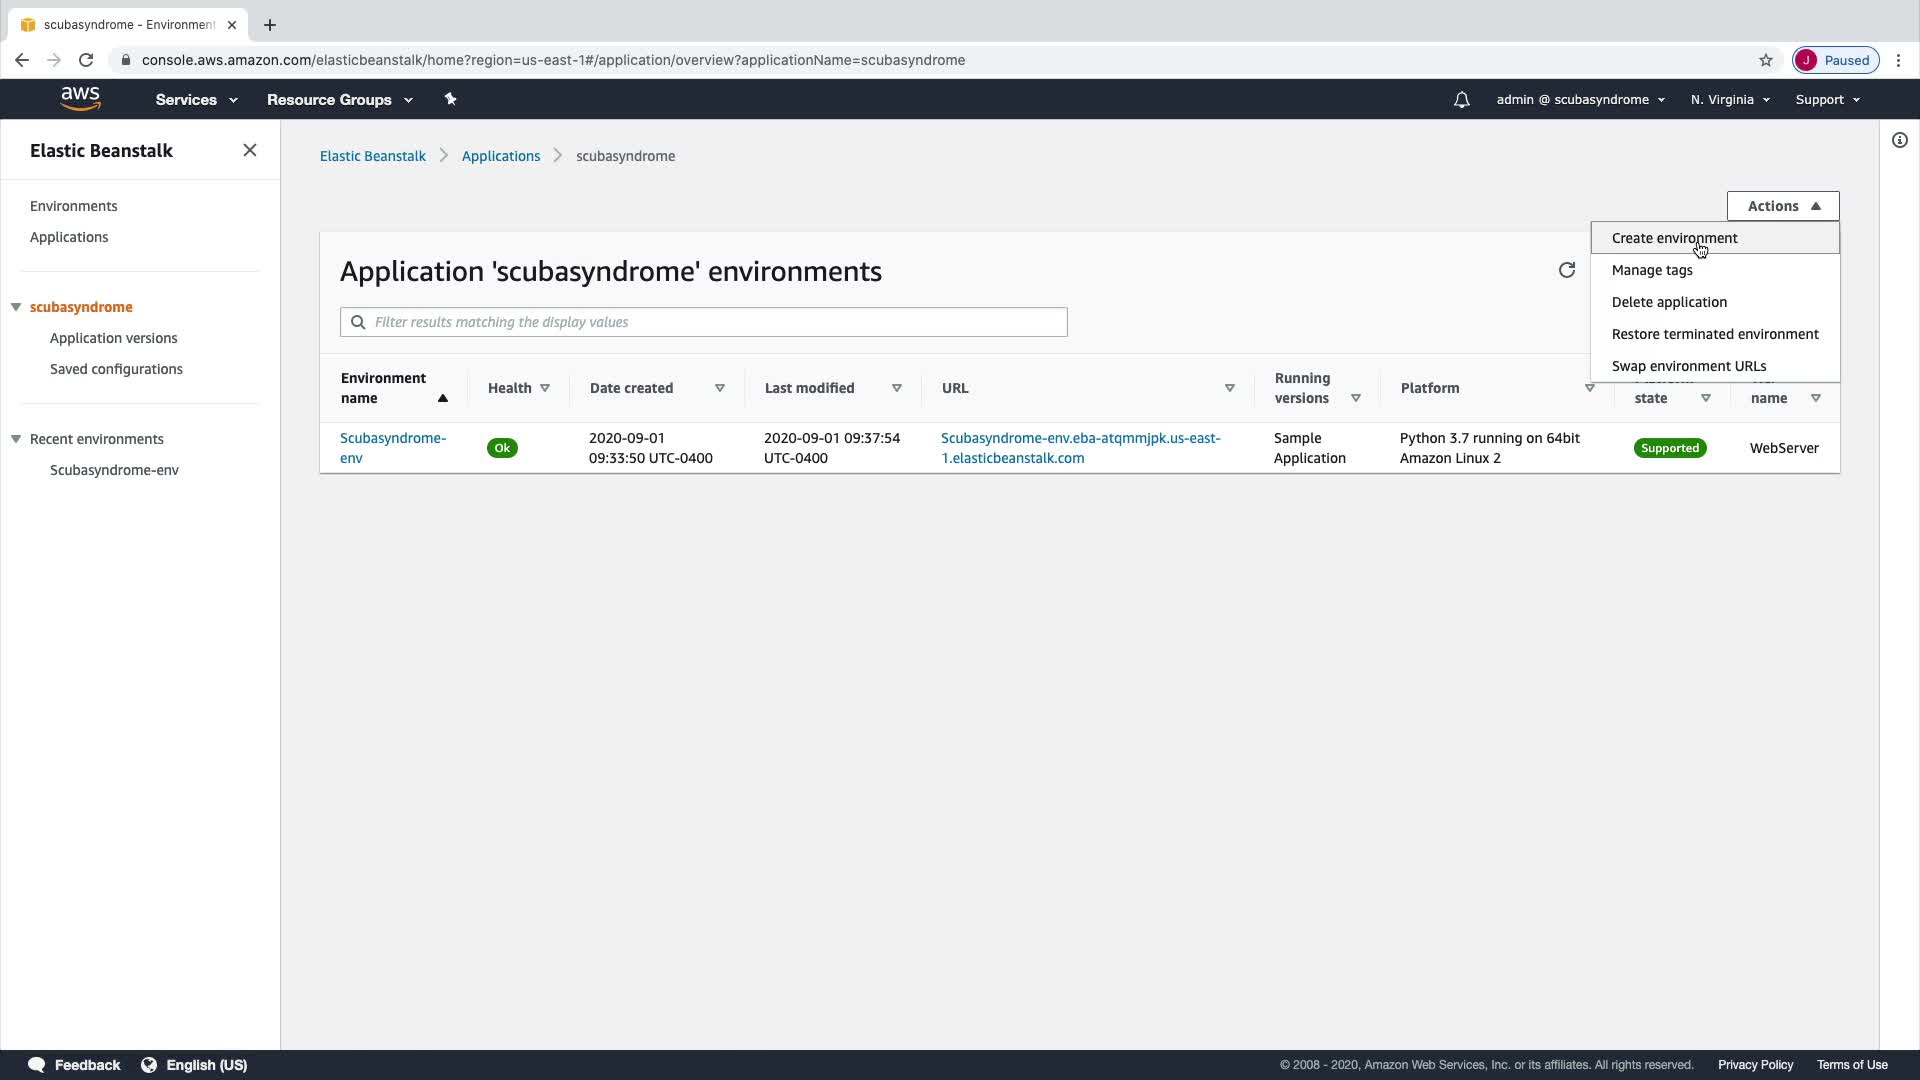 scubasyndrome - Environment
console.aws.amazon.com/elasticbeanstalk/home?region=us-east-1#/application/overview?applicationName=scubasyndrome
J Paused
aws Services Resource Groups admin @ scubasyndrome N. Virginia Support
Elastic Beanstalk
Environments
Applications
scubasyndrome
Application versions
Saved configurations
Recent environments
Scubasyndrome-env
Elastic Beanstalk Applications scubasyndrome
Actions
Create environment
Manage tags
Delete application
Restore terminated environment
Swap environment URLs
Application 'scubasyndrome' environments
Filter results matching the display values
Environment
name
Health
Date created
Last modified
URL
Running
versions
Platform
state
name
Scubasyndrome-
env
Ok
2020-09-01
09:33:50 UTC-0400
2020-09-01 09:37:54
UTC-0400
Scubasyndrome-env.eba-atqmmjpk.us-east-
1.elasticbeanstalk.com
Sample
Application
Python 3.7 running on 64bit
Amazon Linux 2
Supported
WebServer
Feedback English (US)
© 2008 - 2020, Amazon Web Services, Inc. or its affiliates. All rights reserved. Privacy Policy Terms of Use